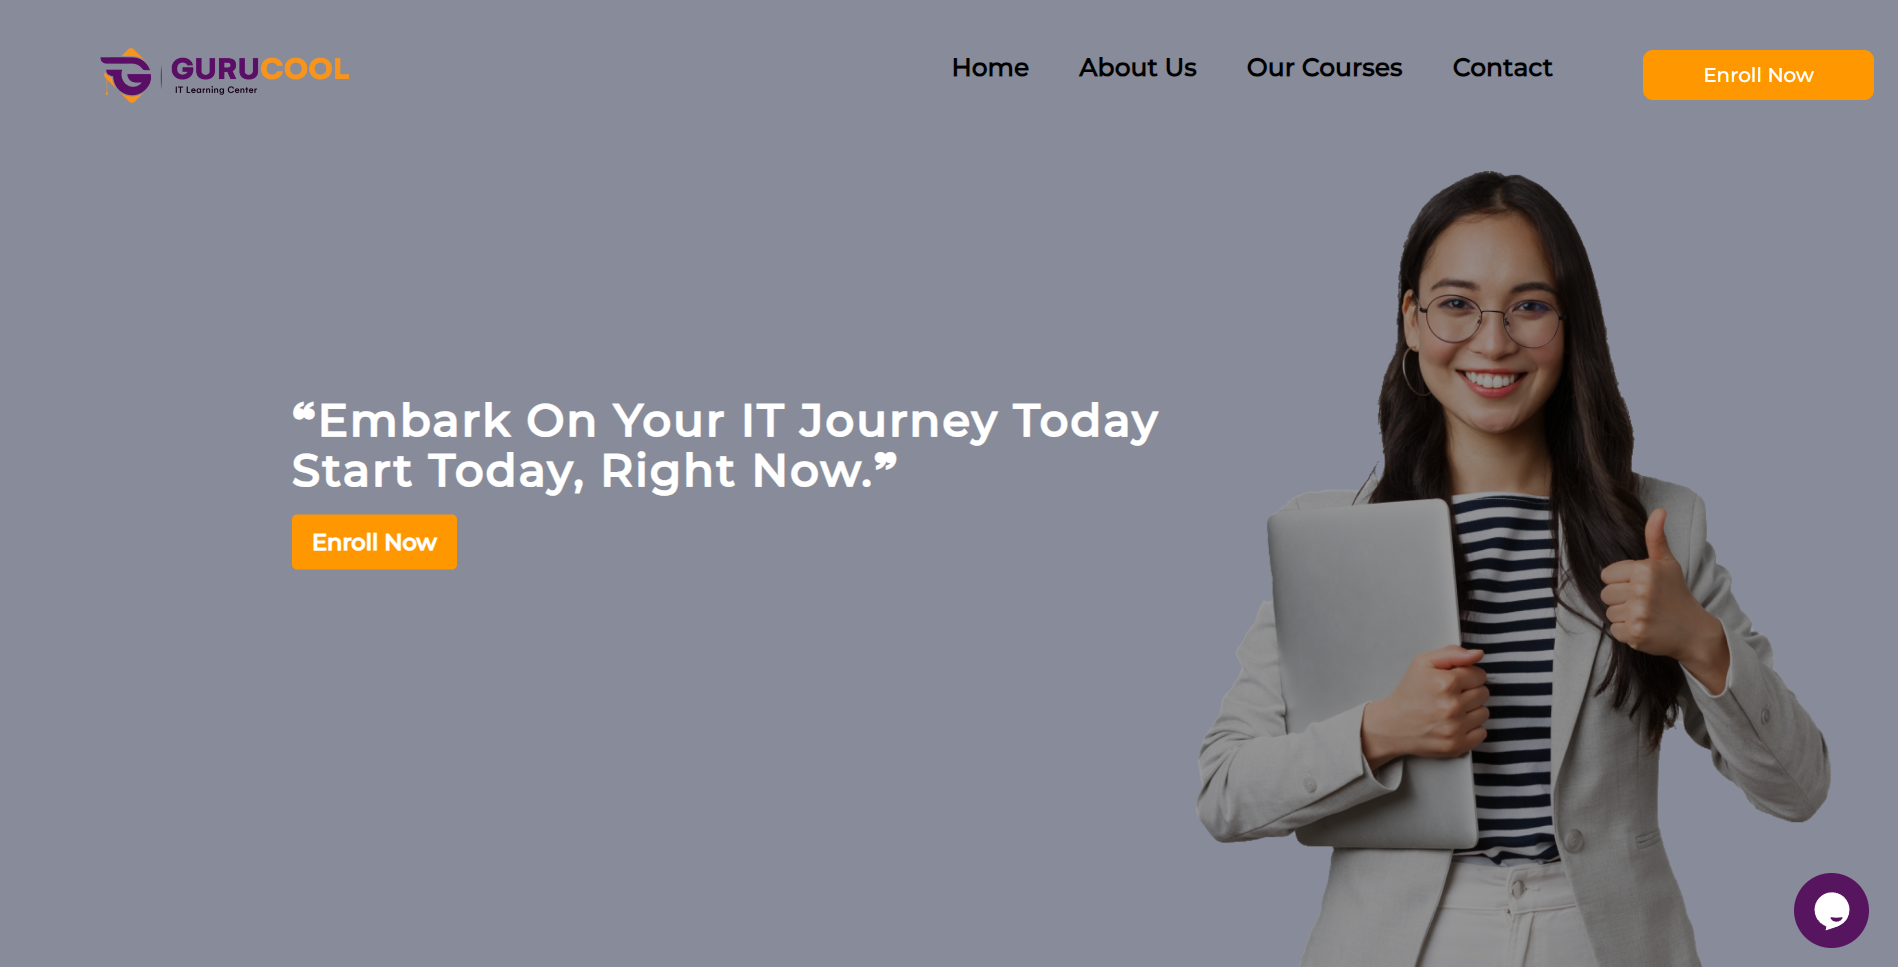 GURUCOOL
IT Learning Center
Home
About Us
Our Courses
Contact
Enroll Now
❝Embark On Your IT Journey Today
Start Today, Right Now.❞
Enroll Now